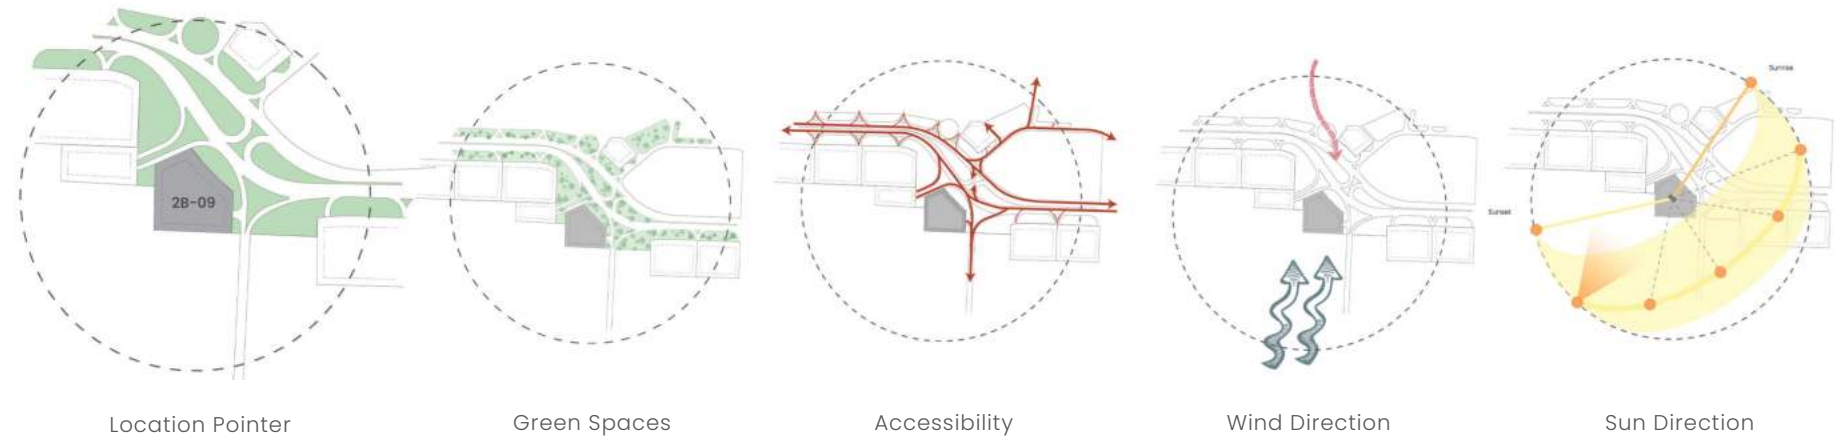 2B-09
Sunrise
Sunset
Location Pointer
Green Spaces
Accessibility
Wind Direction
Sun Direction